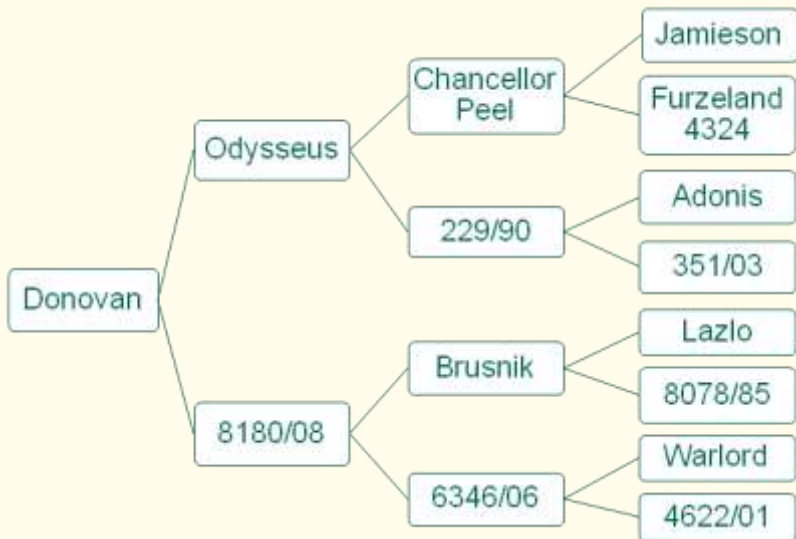 Jamieson
Chancellor
Peel
Furzeland
4324
Odysseus
Adonis
229/90
351/03
Donovan
Lazlo
Brusnik
8078/85
8180/08
Warlord
6346/06
4622/01